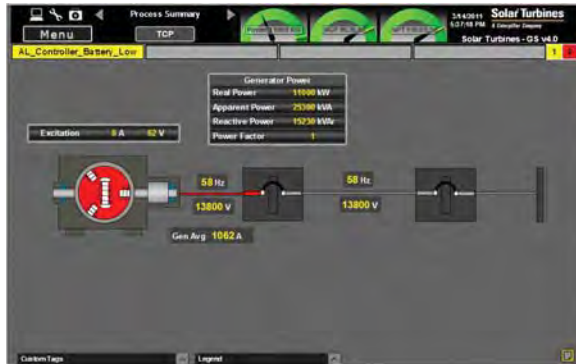 Process Summary
3/14/2011
5:07:18 PM
Solar Turbines
A Caterpillar Company
Menu
TCP
Solar Turbines - GS v4.0
AL_Controller_Battery_Low
1
Generator Power
Real Power 11000 kW
Apparent Power 25300 kVA
Reactive Power 15230 kVAr
Power Factor 1
Excitation 8 A 62 V
58 Hz
58 Hz
13800 V
13800 V
Gen Avg 1062 A
Custom Tags
Legend